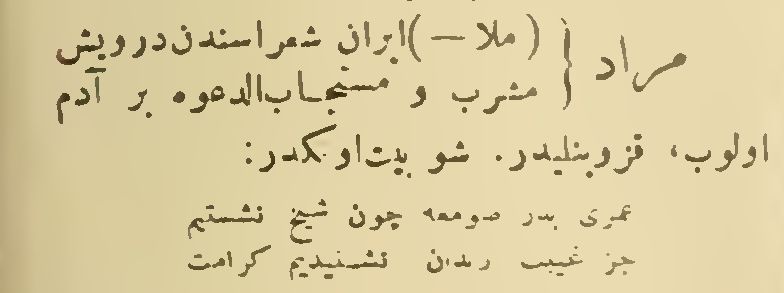 مراد { (ملا —) ایران شعراسندن درویش
مشرب و مستجاب‌الدعوه بر آدم
اولوب، قزوینلیدر. شو بیت اوکدر:
عمری بدر صومعه چون شیخ نشستیم
جز غیبت رندان نشنیدیم کرامت